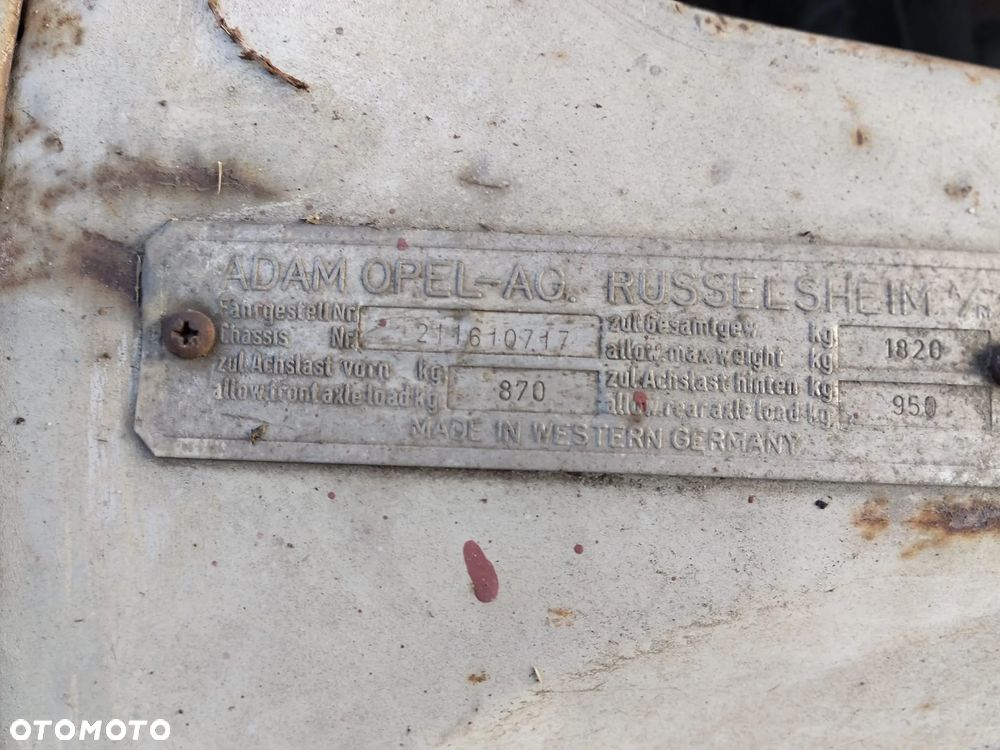 ADAM OPEL-AG. RÜSSELSHEIM
Fahrgestell Nr
Chassis Nr. 211610717
zul. Gesamtgew. kg
allow. max. weight kg 1820
zul. Achslast vorn kg
allow. front axle load kg 870
zul. Achslast hinten kg
allow. rear axle load kg 950
MADE IN WESTERN GERMANY
OTOMOTO